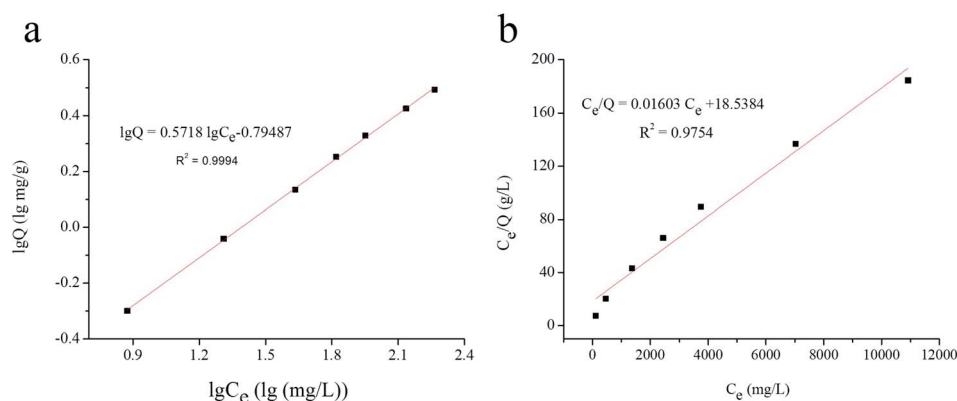 a
0.6
0.4
0.2
0.0
-0.2
-0.4
lgQ (lg mg/g)
lgQ = 0.5718 lgCe-0.79487
R² = 0.9994
0.9 1.2 1.5 1.8 2.1 2.4
lgCe (lg (mg/L))
b
200
160
120
80
40
0
Ce/Q (g/L)
Ce/Q = 0.01603 Ce +18.5384
R² = 0.9754
0 2000 4000 6000 8000 10000 12000
Ce (mg/L)